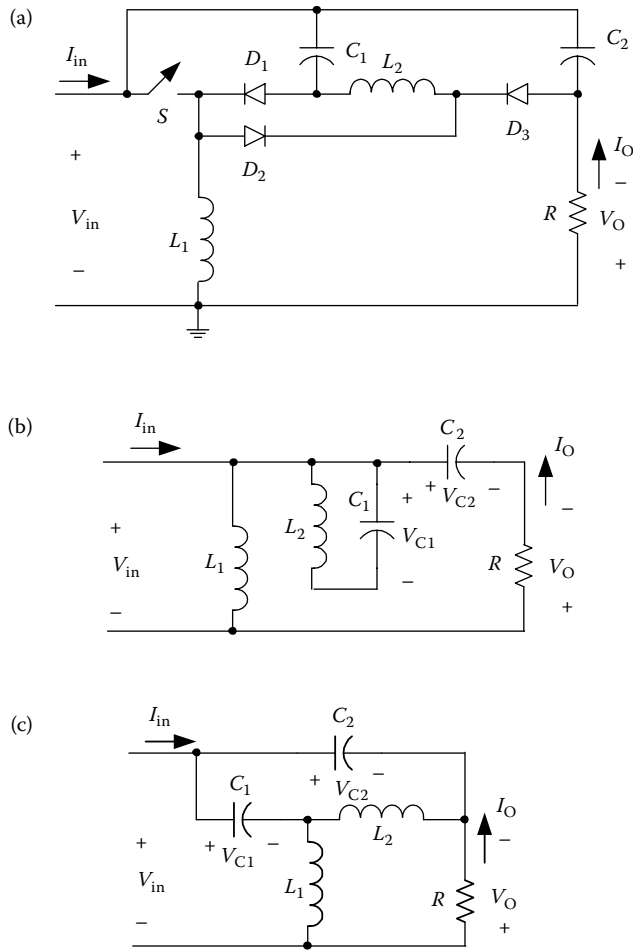 (a)
I_in
C_1
C_2
D_1
L_2
S
D_3
D_2
I_O
+
−
V_in
L_1
R
V_O
−
+
(b)
I_in
C_2
I_O
+
−
V_C2
−
C_1
+
+
L_2
V_C1
V_in
L_1
R
V_O
−
−
+
(c)
I_in
C_2
+
−
V_C2
C_1
I_O
+
−
V_C1
L_2
−
+
V_in
L_1
R
V_O
−
+